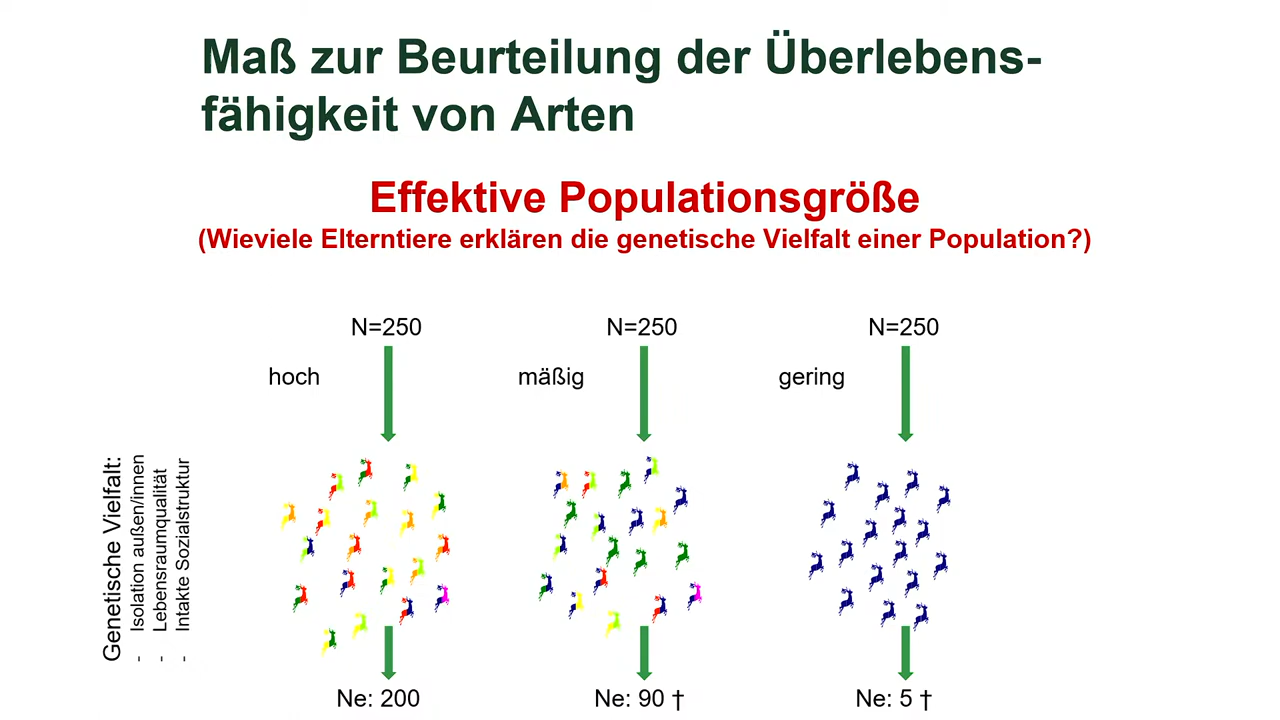 Maß zur Beurteilung der Überlebens-
fähigkeit von Arten
Effektive Populationsgröße
(Wieviele Elterntiere erklären die genetische Vielfalt einer Population?)
N=250
N=250
N=250
hoch
mäßig
gering
Genetische Vielfalt:
- Isolation außen/innen
- Lebensraumqualität
- Intakte Sozialstruktur
Ne: 200
Ne: 90 †
Ne: 5 †